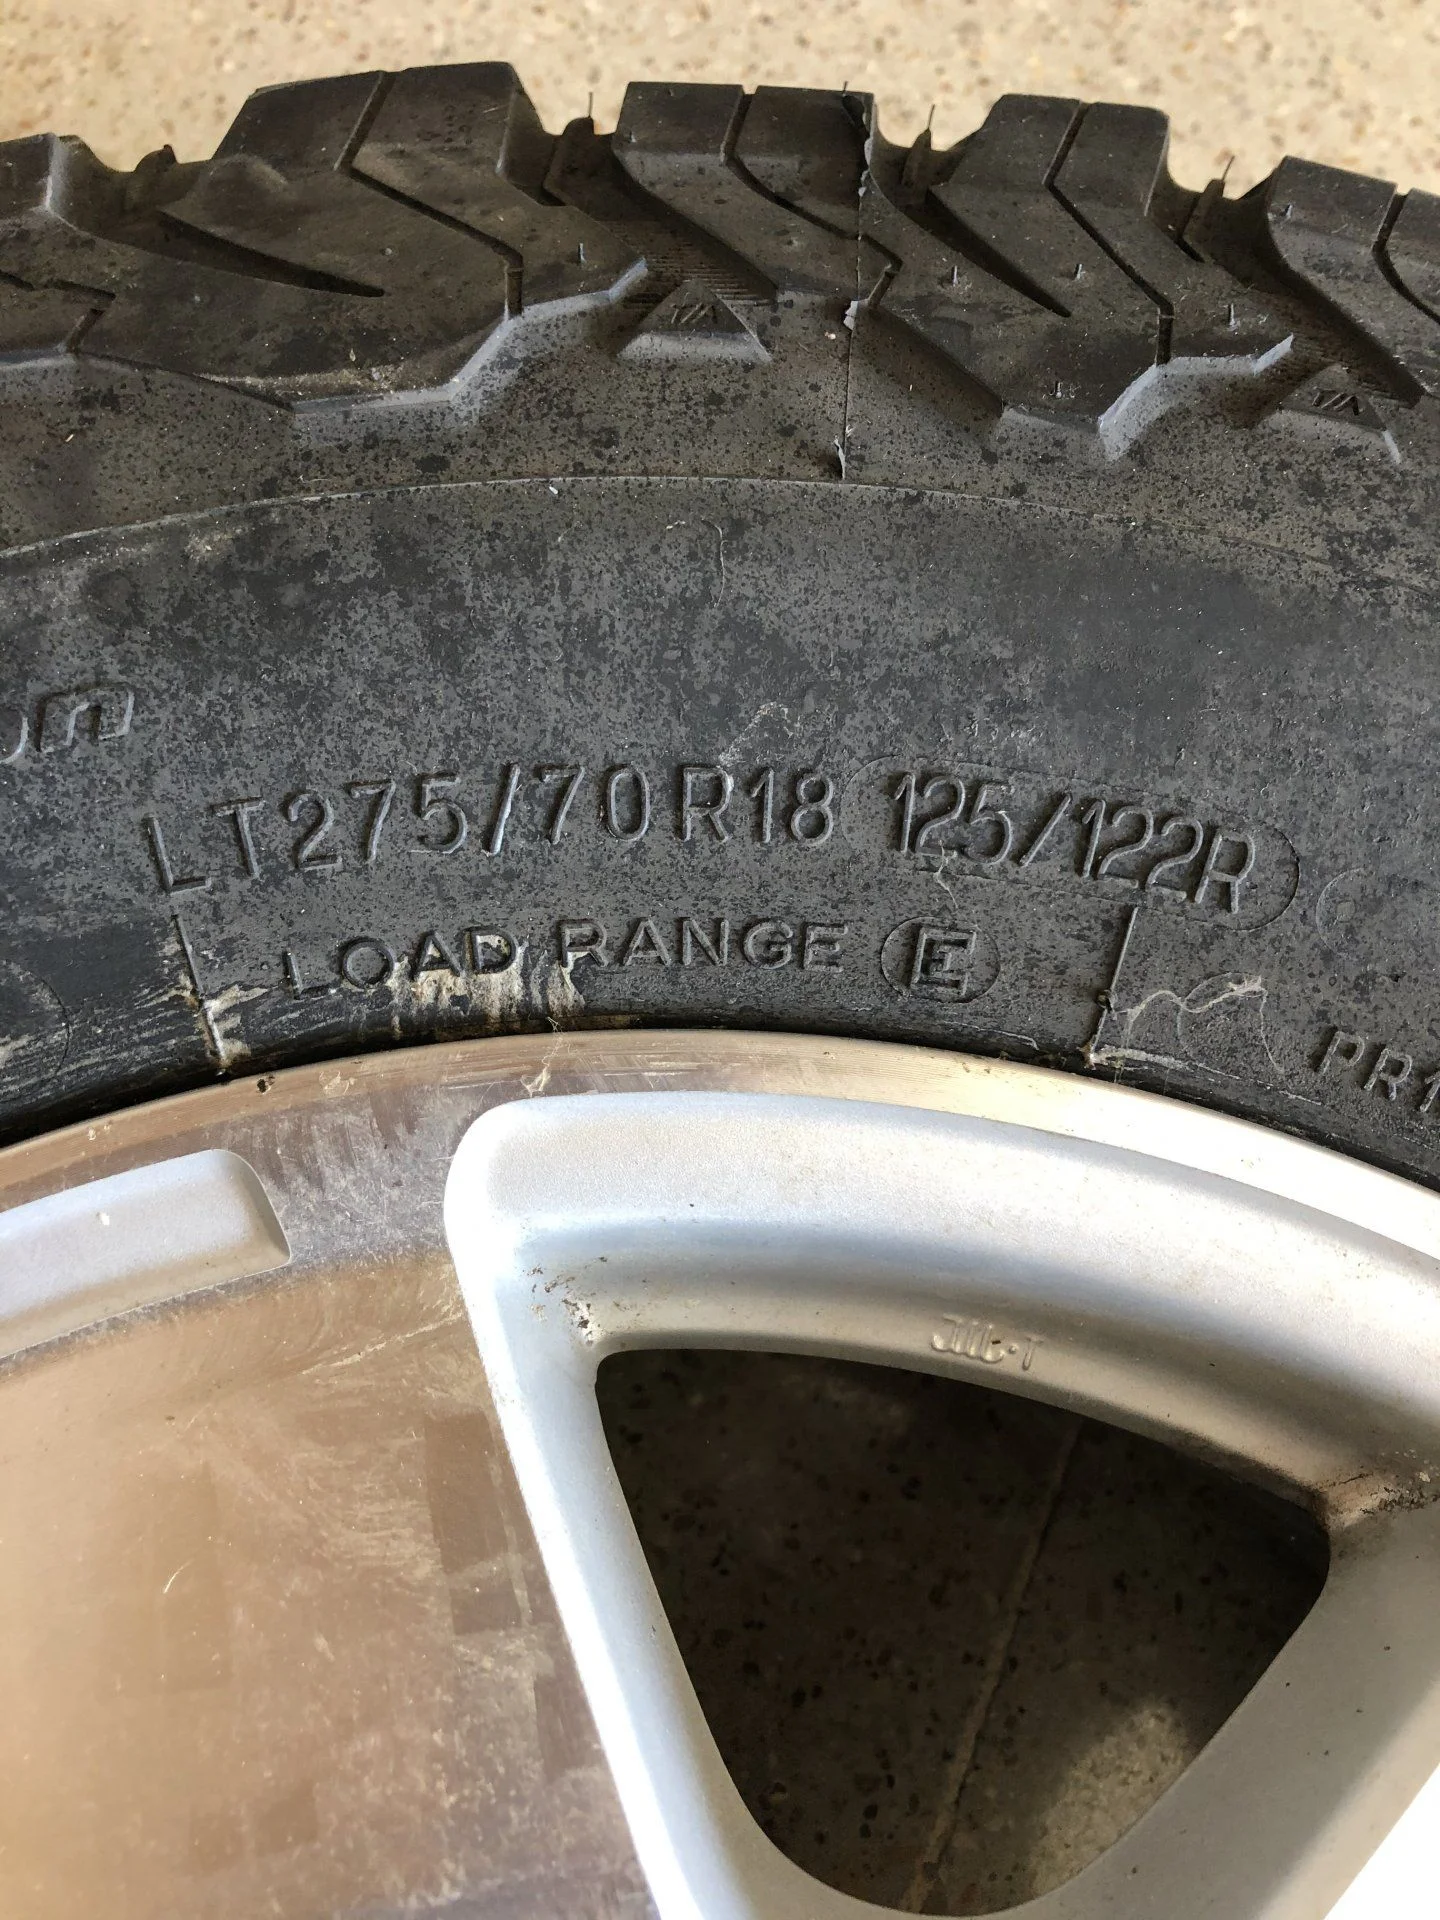 T/A
T/A
LT275/70R18 125/122R
LOAD RANGE E